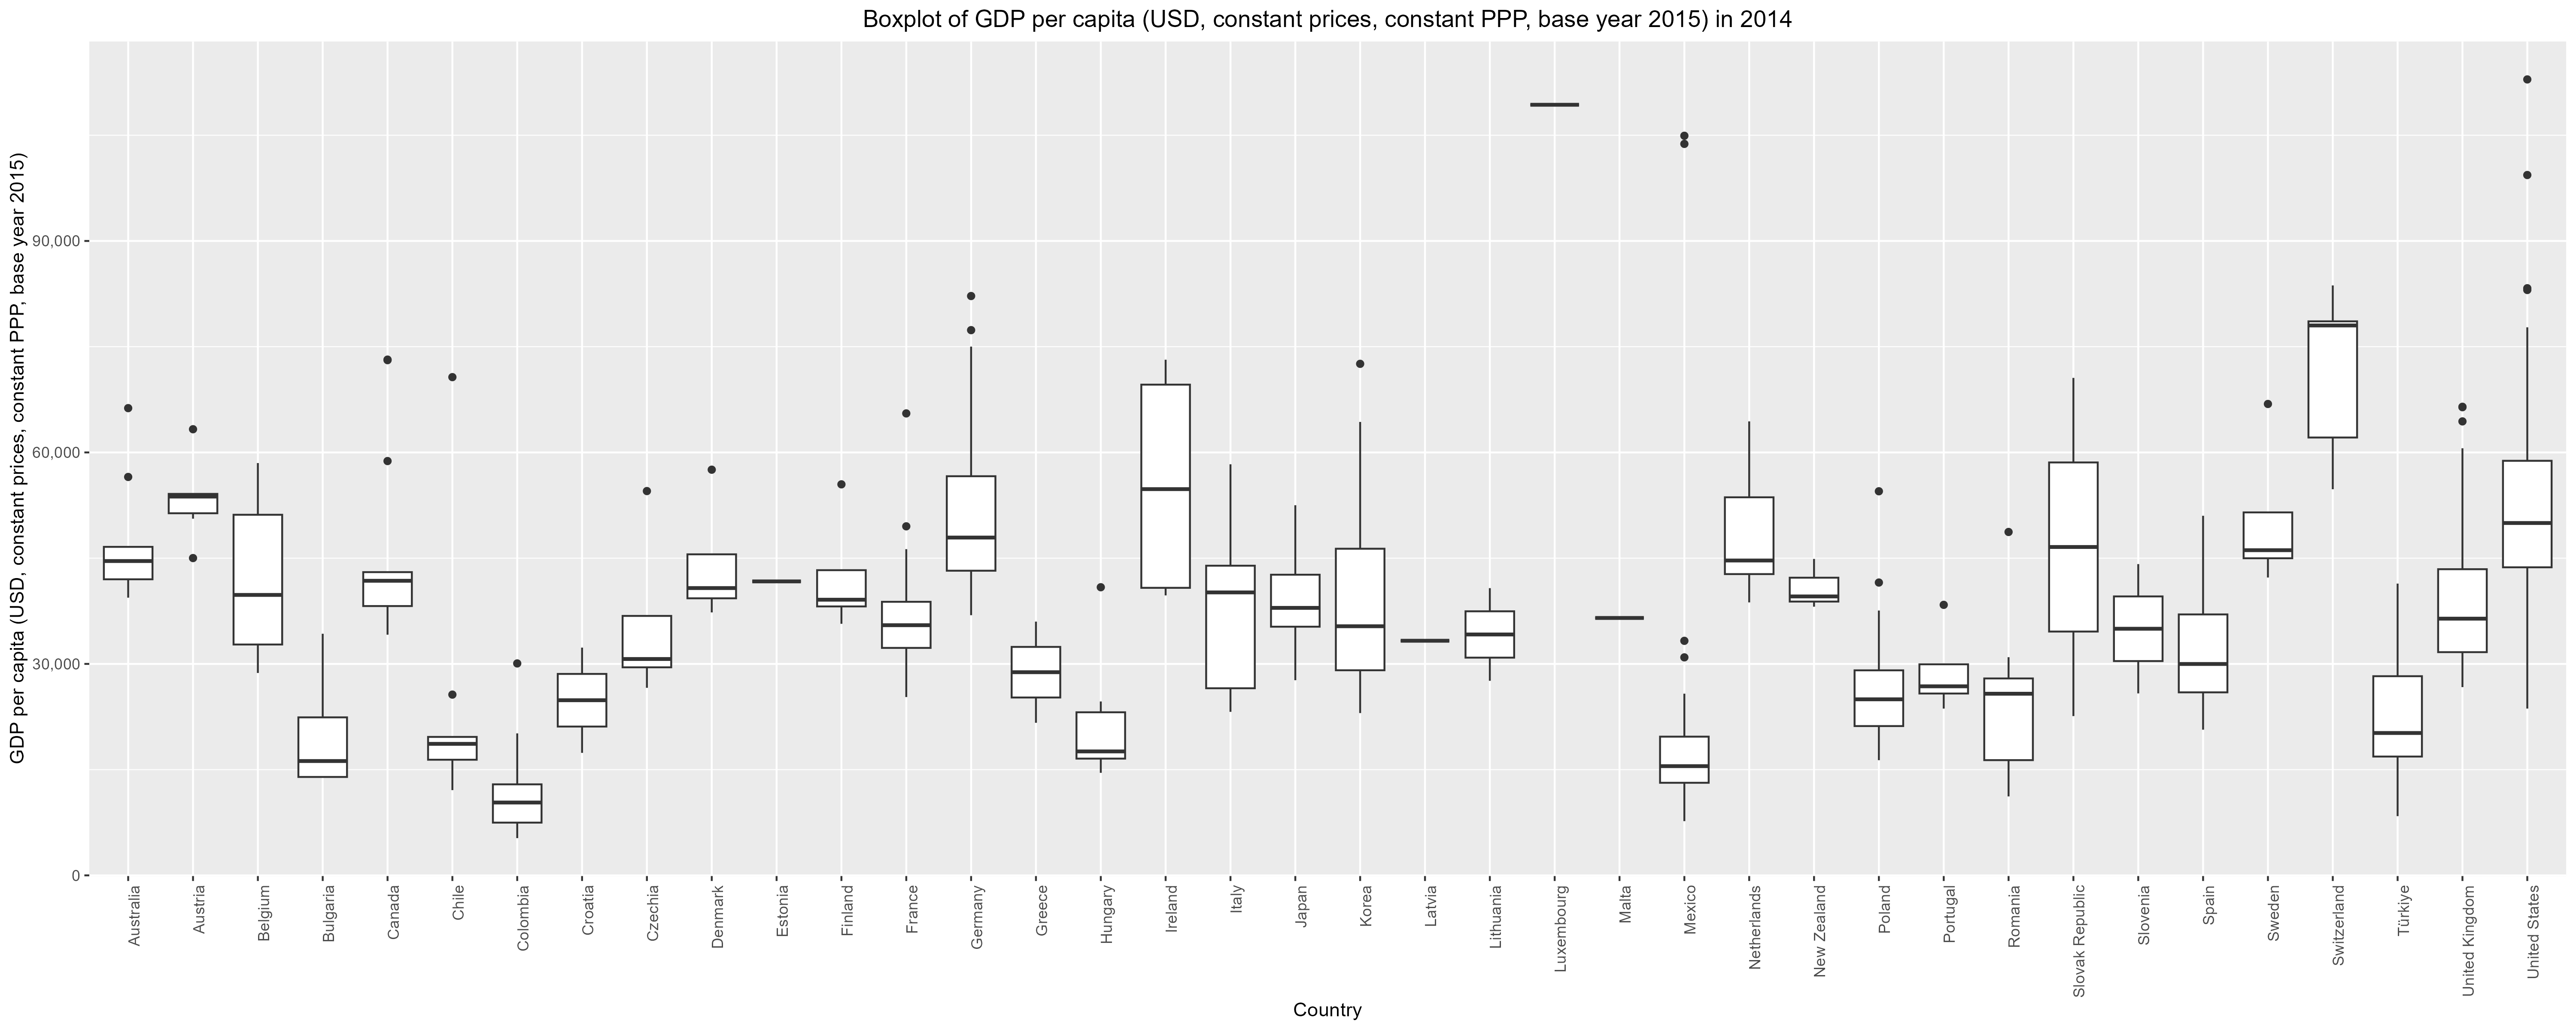 Boxplot of GDP per capita (USD, constant prices, constant PPP, base year 2015) in 2014
GDP per capita (USD, constant prices, constant PPP, base year 2015)
90,000
60,000
30,000
0
Australia
Austria
Belgium
Bulgaria
Canada
Chile
Colombia
Croatia
Czechia
Denmark
Estonia
Finland
France
Germany
Greece
Hungary
Ireland
Italy
Japan
Korea
Latvia
Lithuania
Luxembourg
Malta
Mexico
Netherlands
New Zealand
Poland
Portugal
Romania
Slovak Republic
Slovenia
Spain
Sweden
Switzerland
Türkiye
United Kingdom
United States
Country